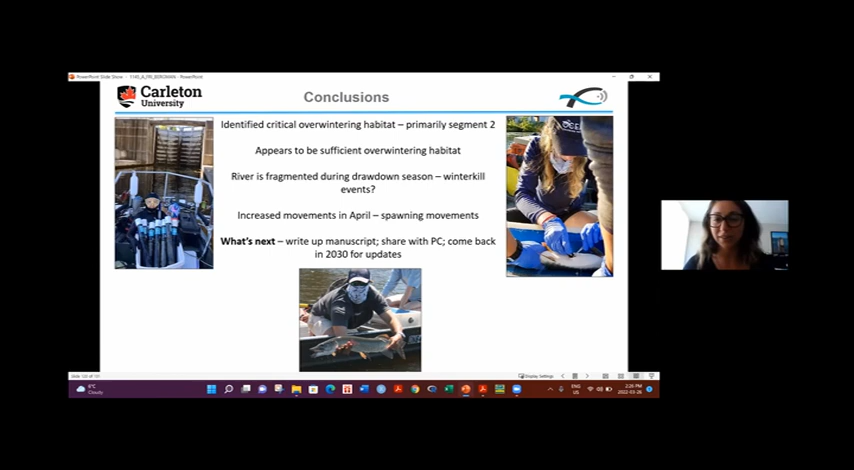 PowerPoint Slide Show - 1145_A_FRI_BERGMAN - PowerPoint
Carleton
University
Conclusions
Identified critical overwintering habitat – primarily segment 2
Appears to be sufficient overwintering habitat
River is fragmented during drawdown season – winterkill
events?
Increased movements in April – spawning movements
What's next – write up manuscript; share with PC; come back
in 2030 for updates
Display Settings
6°C
Cloudy
ENG
US
2:26 PM
2022-03-26